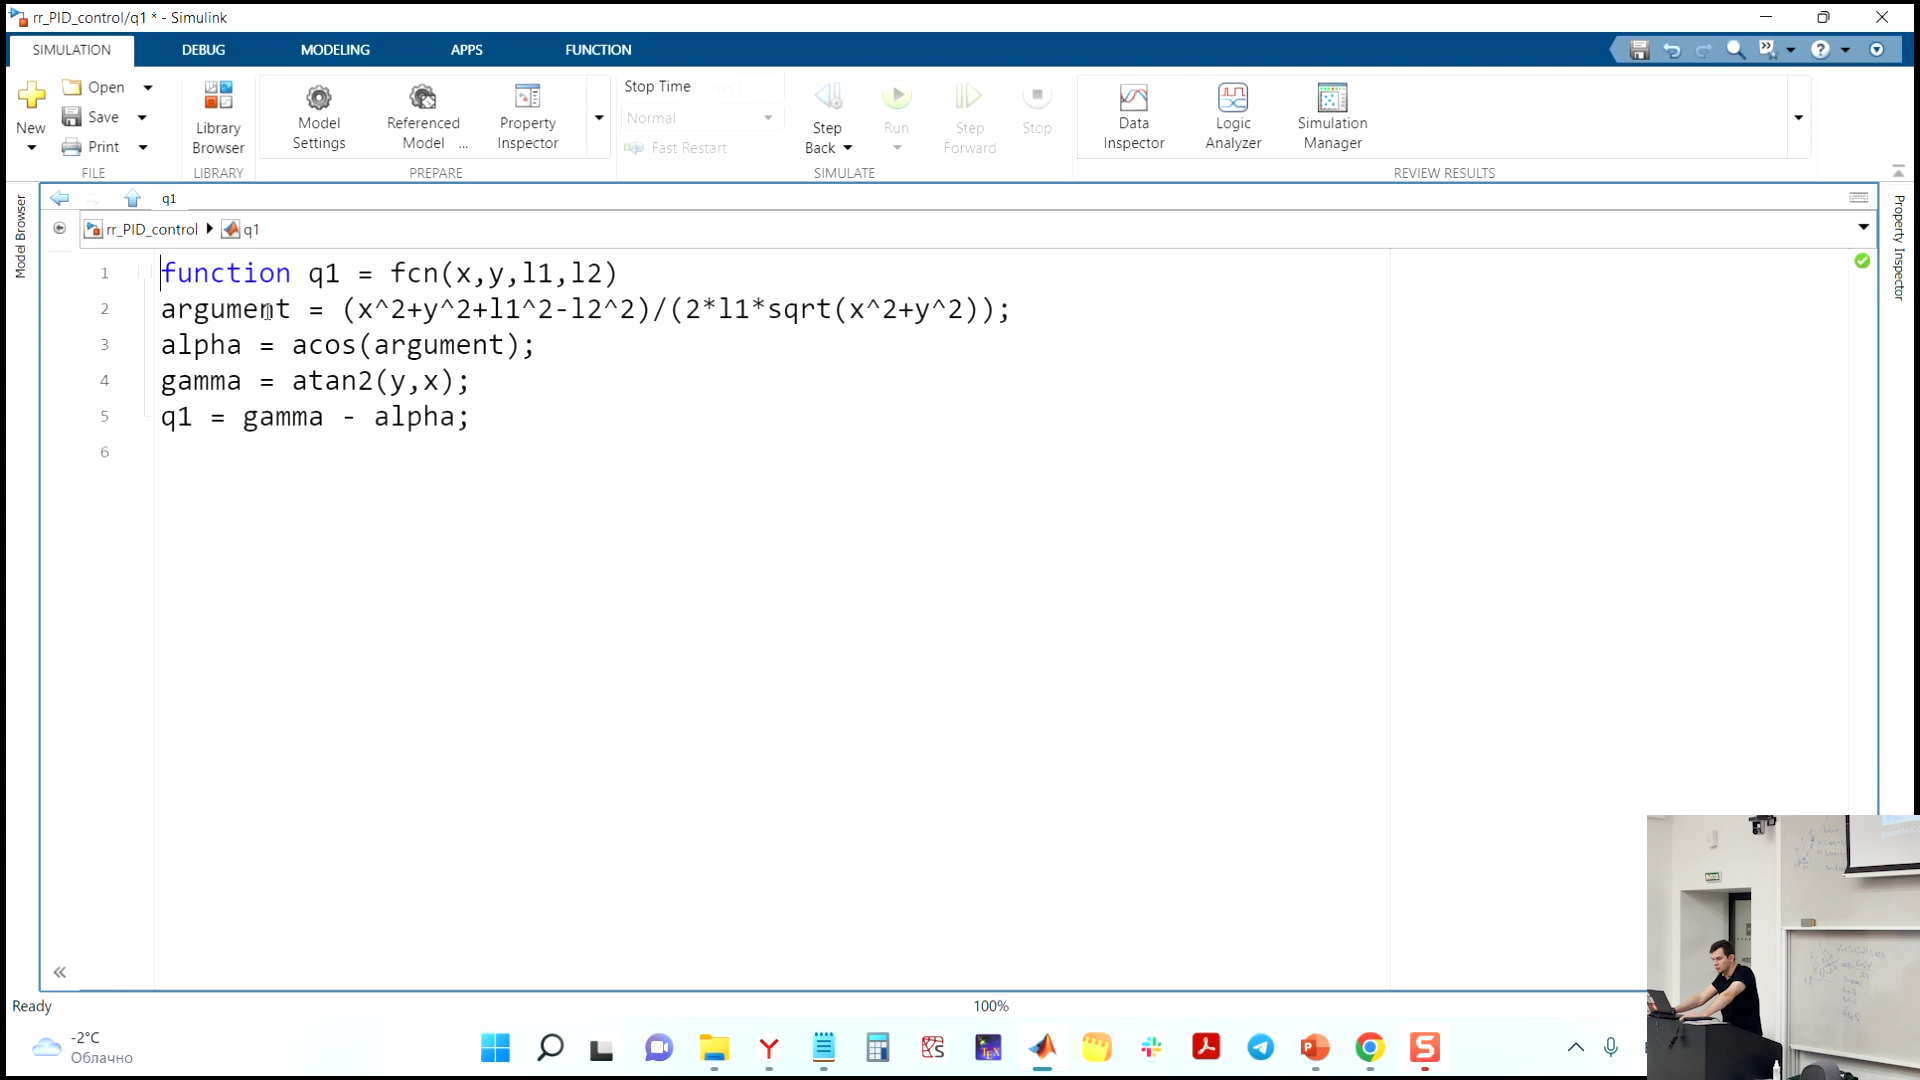 rr_PID_control/q1 * - Simulink
SIMULATION DEBUG MODELING APPS FUNCTION
New
Open
Save
Print
Library Browser
Model Settings
Referenced Model ...
Property Inspector
Stop Time
Normal
Fast Restart
Step Back
Run
Step Forward
Stop
Data Inspector
Logic Analyzer
Simulation Manager
FILE LIBRARY PREPARE SIMULATE REVIEW RESULTS
Model Browser
q1
rr_PID_control q1
Property Inspector
1 function q1 = fcn(x,y,l1,l2)
2 argument = (x^2+y^2+l1^2-l2^2)/(2*l1*sqrt(x^2+y^2));
3 alpha = acos(argument);
4 gamma = atan2(y,x);
5 q1 = gamma - alpha;
6
Ready 100%
-2°C
Облачно